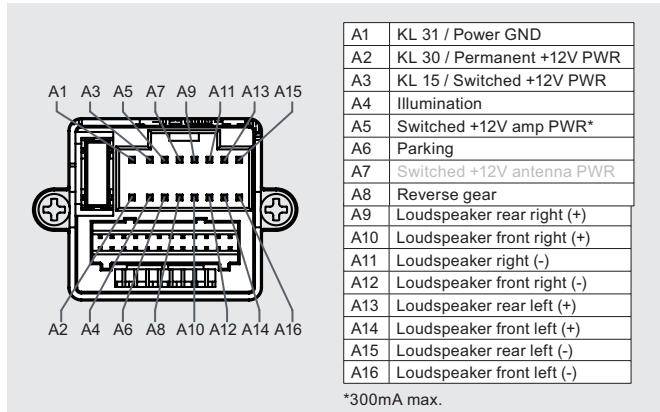 A1 A3 A5 A7 A9 A11 A13 A15
A2 A4 A6 A8 A10 A12 A14 A16
A1 KL 31 / Power GND
A2 KL 30 / Permanent +12V PWR
A3 KL 15 / Switched +12V PWR
A4 Illumination
A5 Switched +12V amp PWR*
A6 Parking
A7 Switched +12V antenna PWR
A8 Reverse gear
A9 Loudspeaker rear right (+)
A10 Loudspeaker front right (+)
A11 Loudspeaker right (-)
A12 Loudspeaker front right (-)
A13 Loudspeaker rear left (+)
A14 Loudspeaker front left (+)
A15 Loudspeaker rear left (-)
A16 Loudspeaker front left (-)
*300mA max.